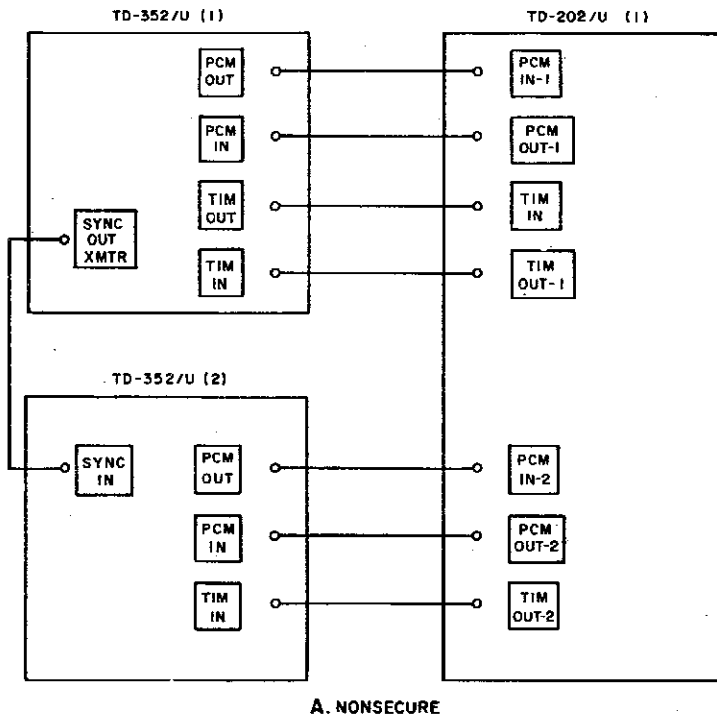 TD-352/U (1)
TD-202/U (1)
PCM
OUT
PCM
IN-1
PCM
IN
PCM
OUT-1
TIM
OUT
TIM
IN
SYNC
OUT
XMTR
TIM
IN
TIM
OUT-1
TD-352/U (2)
SYNC
IN
PCM
OUT
PCM
IN-2
PCM
IN
PCM
OUT-2
TIM
IN
TIM
OUT-2
A. NONSECURE